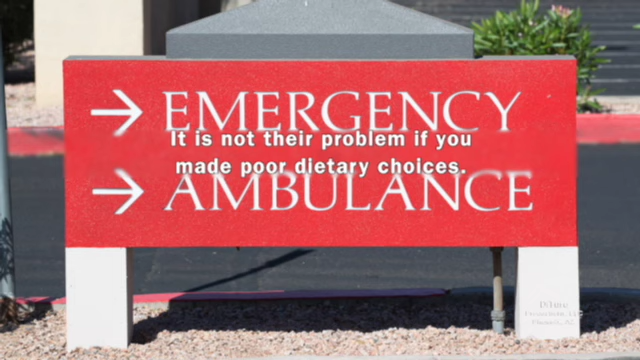 → EMERGENCY
It is not their problem if you
made poor dietary choices.
→ AMBULANCE